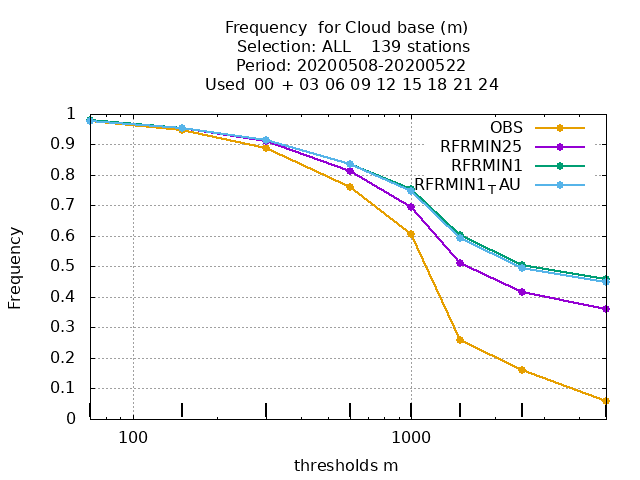 Frequency  for Cloud base (m)
Selection: ALL    139 stations
Period: 20200508-20200522
Used  00  + 03 06 09 12 15 18 21 24
1
0.9
0.8
0.7
0.6
0.5
0.4
0.3
0.2
0.1
0
Frequency
OBS
RFRMIN25
RFRMIN1
RFRMIN1TAU
100
1000
thresholds m